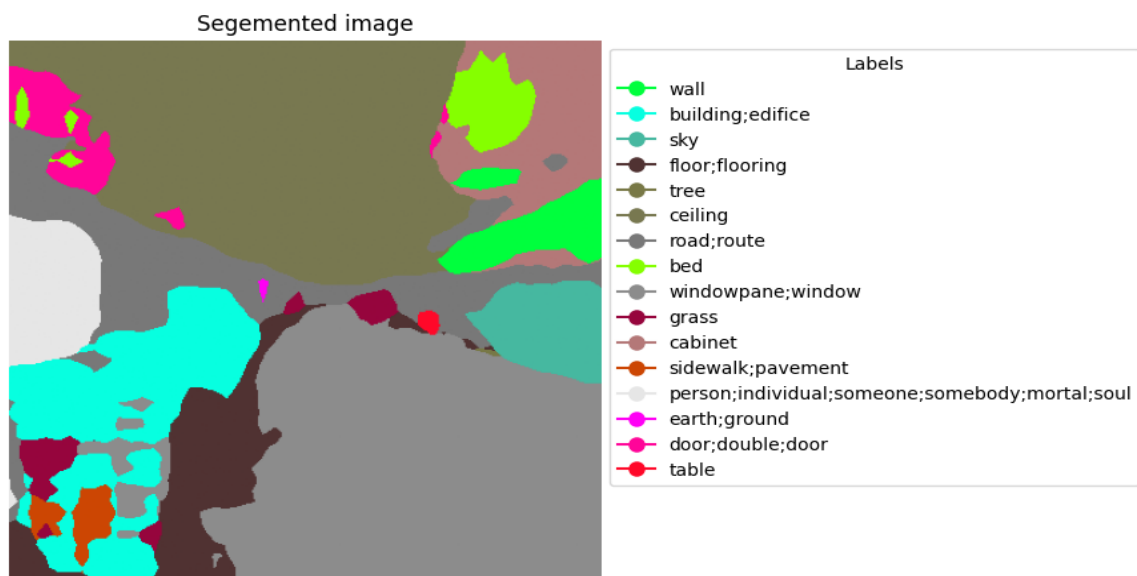 Segemented image
Labels
wall
building;edifice
sky
floor;flooring
tree
ceiling
road;route
bed
windowpane;window
grass
cabinet
sidewalk;pavement
person;individual;someone;somebody;mortal;soul
earth;ground
door;double;door
table